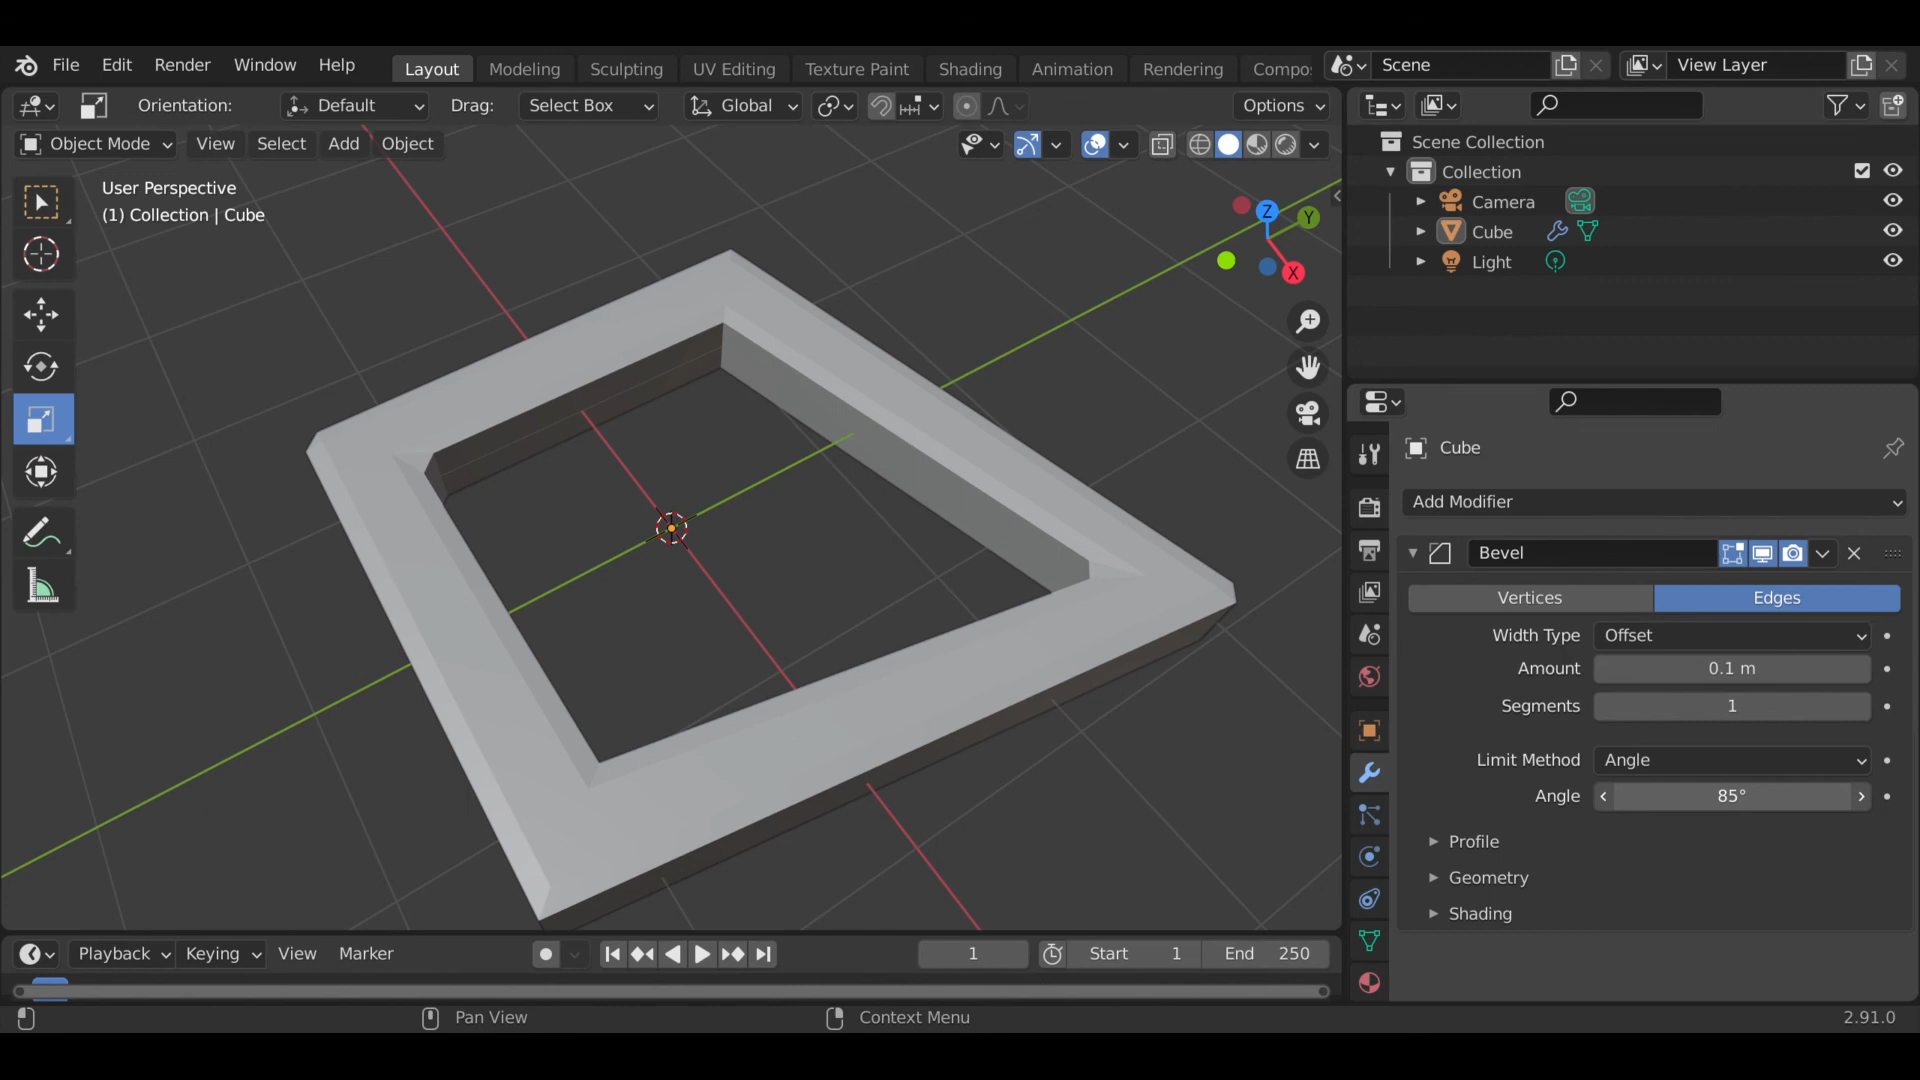 File Edit Render Window Help Layout Modeling Sculpting UV Editing Texture Paint Shading Animation Rendering Compo Scene View Layer
Orientation: Default Drag: Select Box Global Options
Object Mode View Select Add Object
User Perspective
(1) Collection | Cube
Z Y X
Scene Collection
Collection
Camera
Cube
Light
Cube
Add Modifier
Bevel
Vertices Edges
Width Type Offset
Amount 0.1 m
Segments 1
Limit Method Angle
Angle 85°
Profile
Geometry
Shading
Playback Keying View Marker 1 Start 1 End 250
Pan View Context Menu 2.91.0